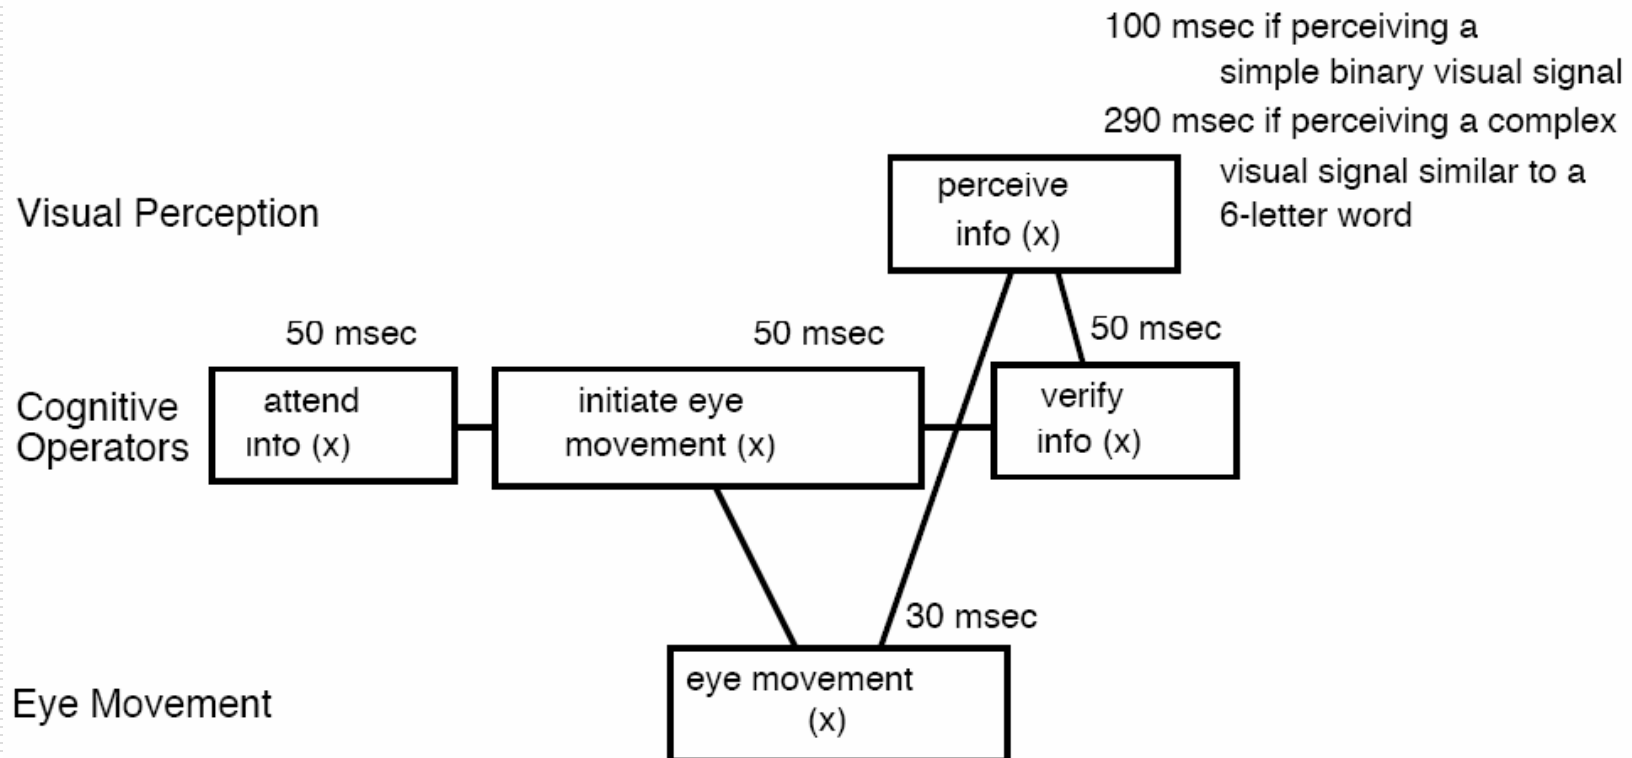 100 msec if perceiving a
simple binary visual signal
290 msec if perceiving a complex
visual signal similar to a
6-letter word
Visual Perception
perceive
info (x)
50 msec
50 msec
50 msec
Cognitive
Operators
attend
info (x)
initiate eye
movement (x)
verify
info (x)
30 msec
Eye Movement
eye movement
(x)